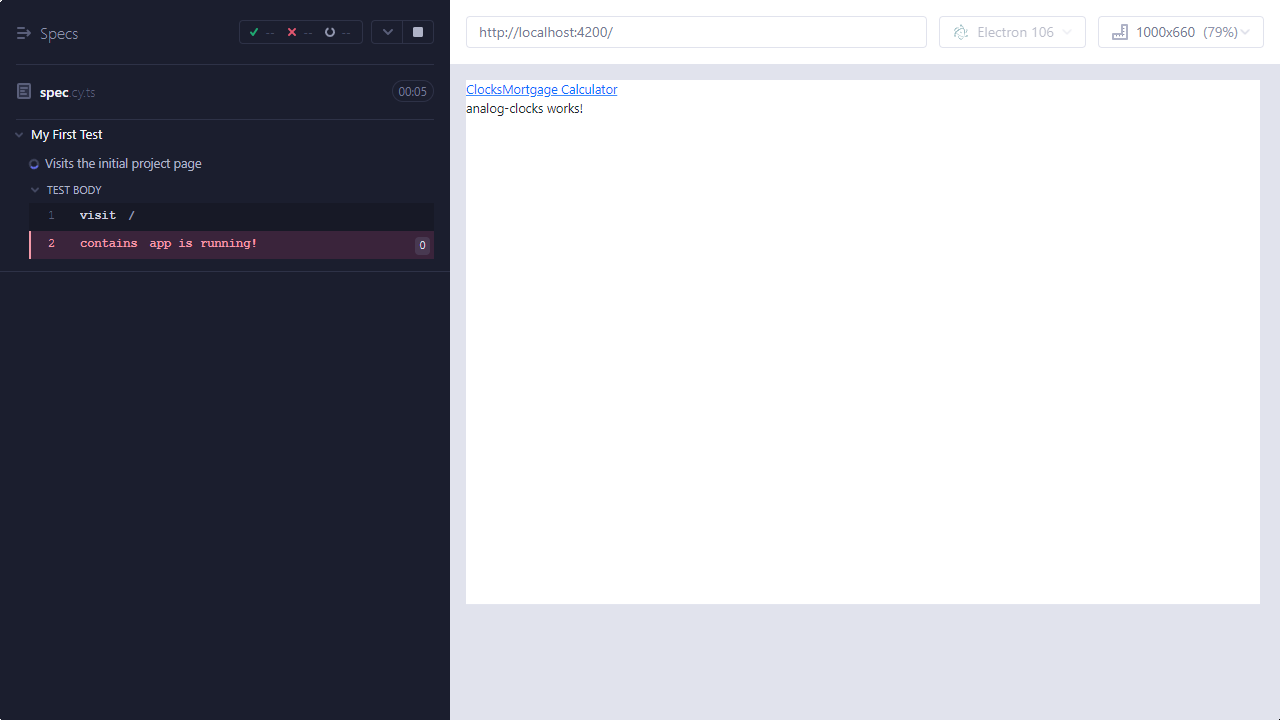 Specs
-- -- --
spec.cy.ts 00:05
My First Test
Visits the initial project page
TEST BODY
1 visit /
2 contains app is running! 0
http://localhost:4200/
Electron 106
1000x660 (79%)
ClocksMortgage Calculator
analog-clocks works!